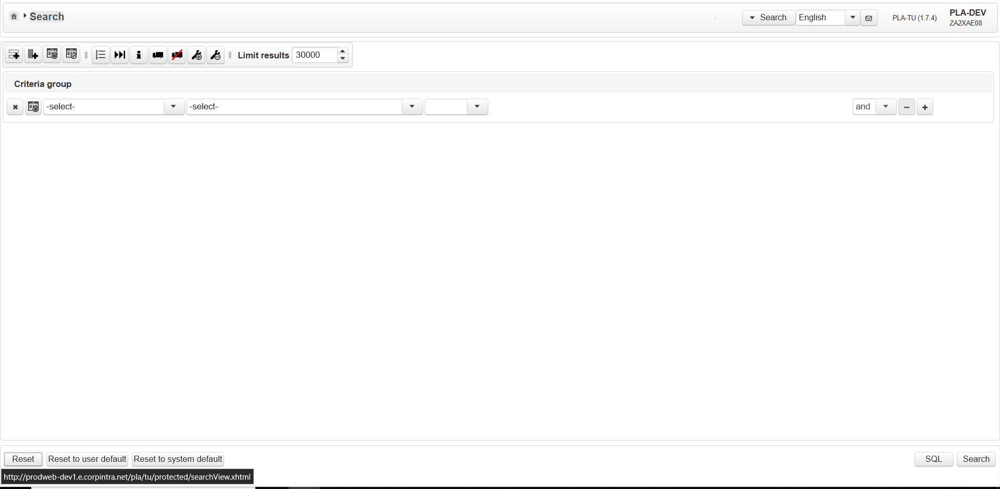 Search
Search
English
PLA-TU (1.7.4)
PLA-DEV
ZA2XAE08
Limit results
30000
Criteria group
-select-
-select-
and
Reset
Reset to user default
Reset to system default
SQL
Search
http://prodweb-dev1.e.corpintra.net/pla/tu/protected/searchView.xhtml